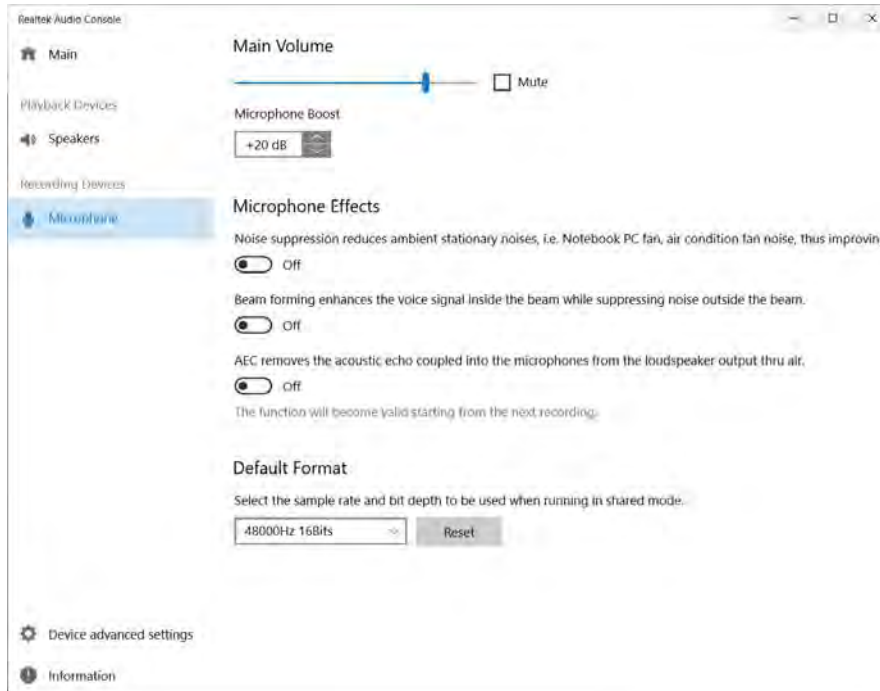 Realtek Audio Console
Main
Playback Devices
Speakers
Recording Devices
Microphone
Device advanced settings
Information
Main Volume
Mute
Microphone Boost
+20 dB
Microphone Effects
Noise suppression reduces ambient stationary noises, i.e. Notebook PC fan, air condition fan noise, thus improvin
Off
Beam forming enhances the voice signal inside the beam while suppressing noise outside the beam.
Off
AEC removes the acoustic echo coupled into the microphones from the loudspeaker output thru air.
Off
The function will become valid starting from the next recording.
Default Format
Select the sample rate and bit depth to be used when running in shared mode.
48000Hz 16Bits
Reset